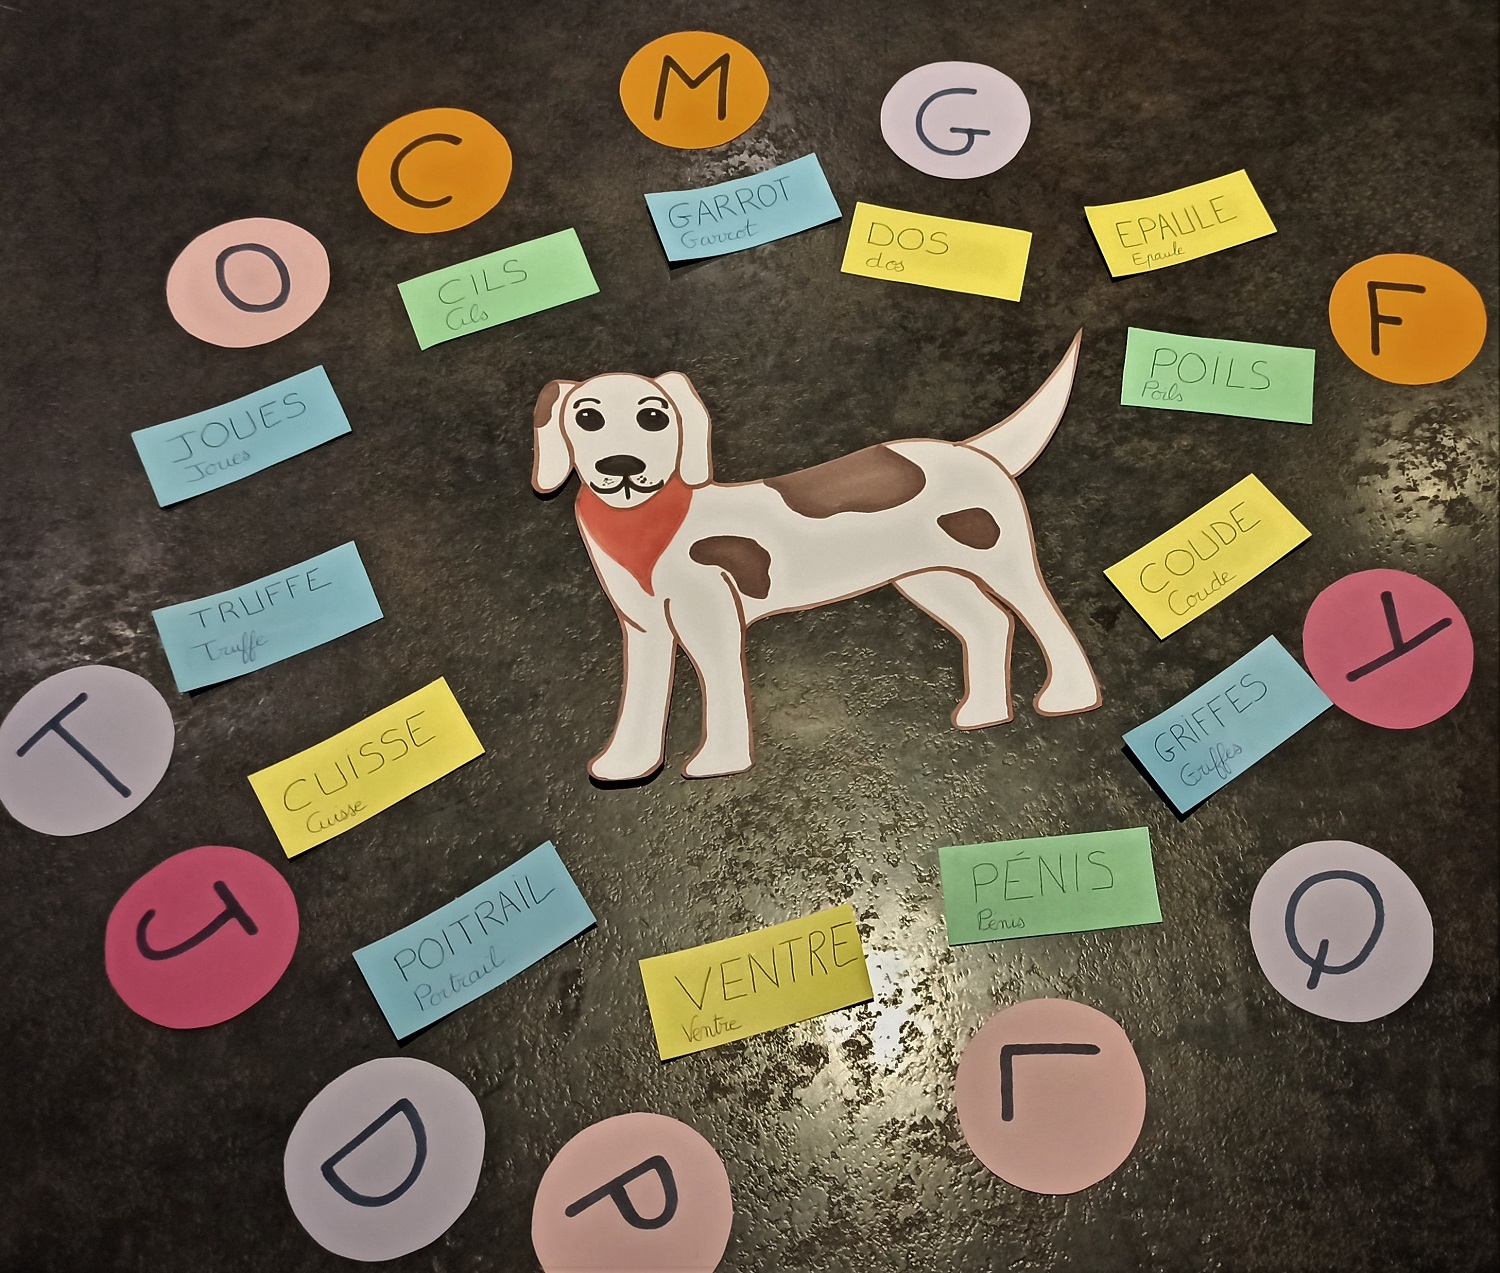 M
G
C
GARROT
Garrot
EPAULE
Epaule
DOS
dos
O
CILS
Cils
F
POILS
Poils
JOUES
Joues
COUDE
Coude
TRUFFE
Truffe
I
GRIFFES
Griffes
T
CUISSE
Cuisse
PÉNIS
Penis
Q
J
POITRAIL
Poitrail
VENTRE
Ventre
L
D
P